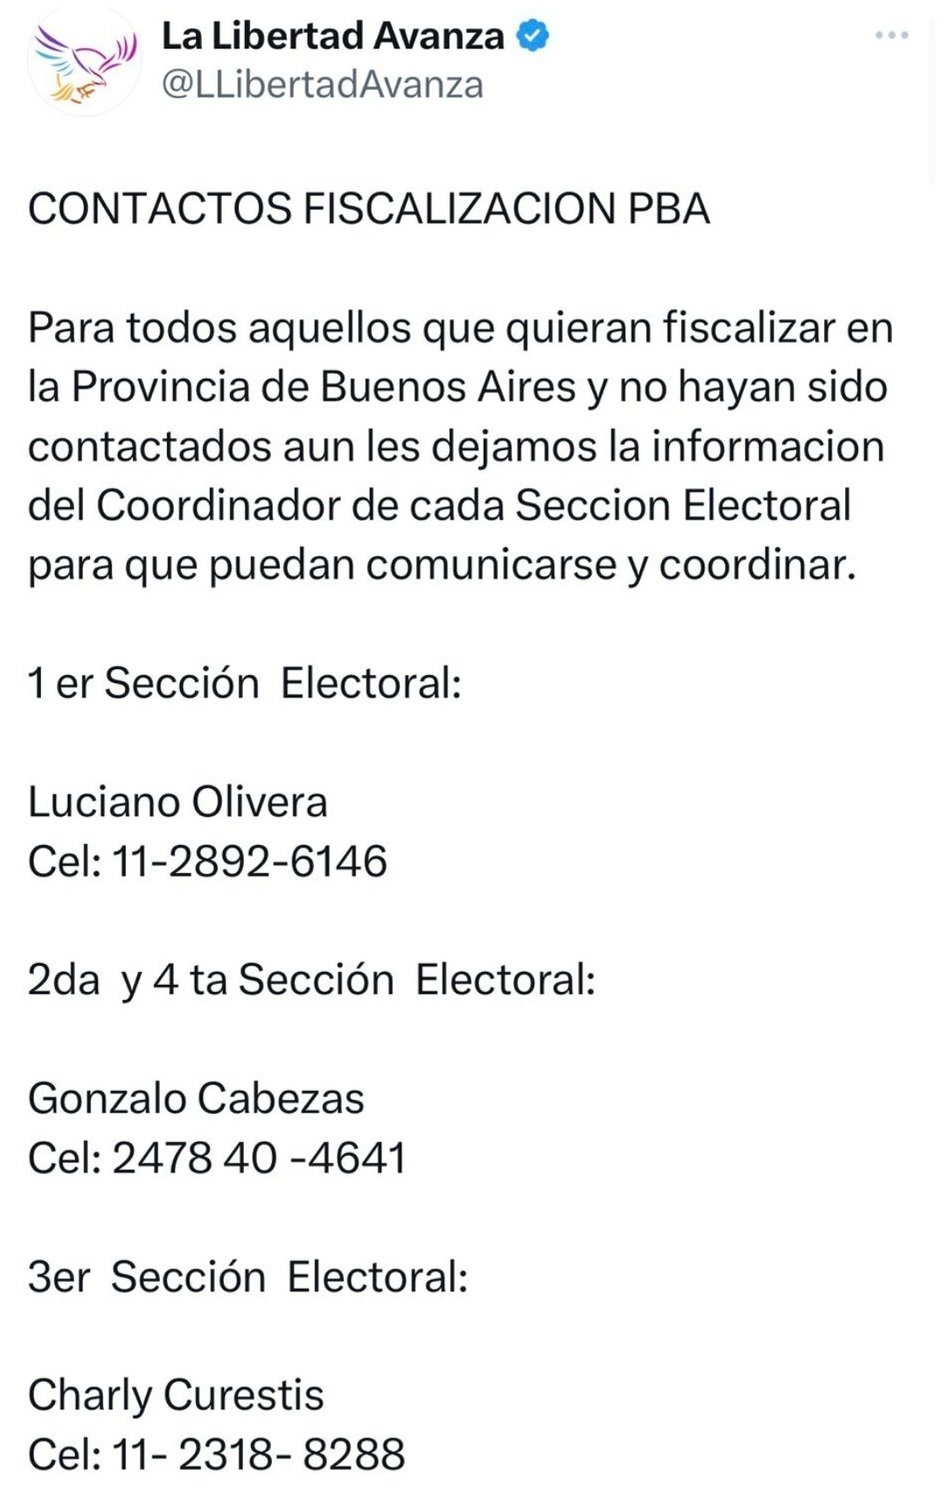 La Libertad Avanza
@LLibertadAvanza
CONTACTOS FISCALIZACION PBA
Para todos aquellos que quieran fiscalizar en
la Provincia de Buenos Aires y no hayan sido
contactados aun les dejamos la informacion
del Coordinador de cada Seccion Electoral
para que puedan comunicarse y coordinar.
1 er Sección  Electoral:
Luciano Olivera
Cel: 11-2892-6146
2da  y 4 ta Sección  Electoral:
Gonzalo Cabezas
Cel: 2478 40 -4641
3er  Sección  Electoral:
Charly Curestis
Cel: 11- 2318- 8288